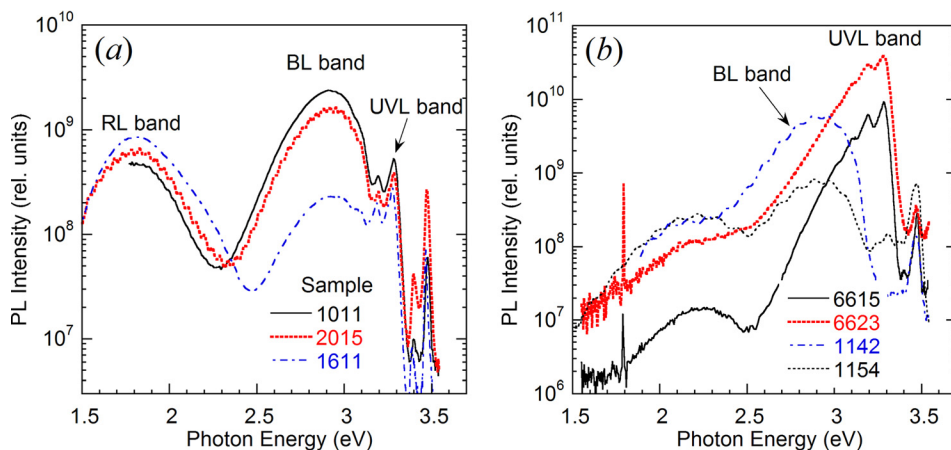 (a)
BL band
UVL band
RL band
Sample
1011
2015
1611
10^10
10^9
10^8
10^7
PL Intensity (rel. units)
1.5 2 2.5 3 3.5
Photon Energy (eV)
(b)
UVL band
BL band
6615
6623
1142
1154
10^11
10^10
10^9
10^8
10^7
10^6
PL Intensity (rel. units)
1.5 2 2.5 3 3.5
Photon Energy (eV)